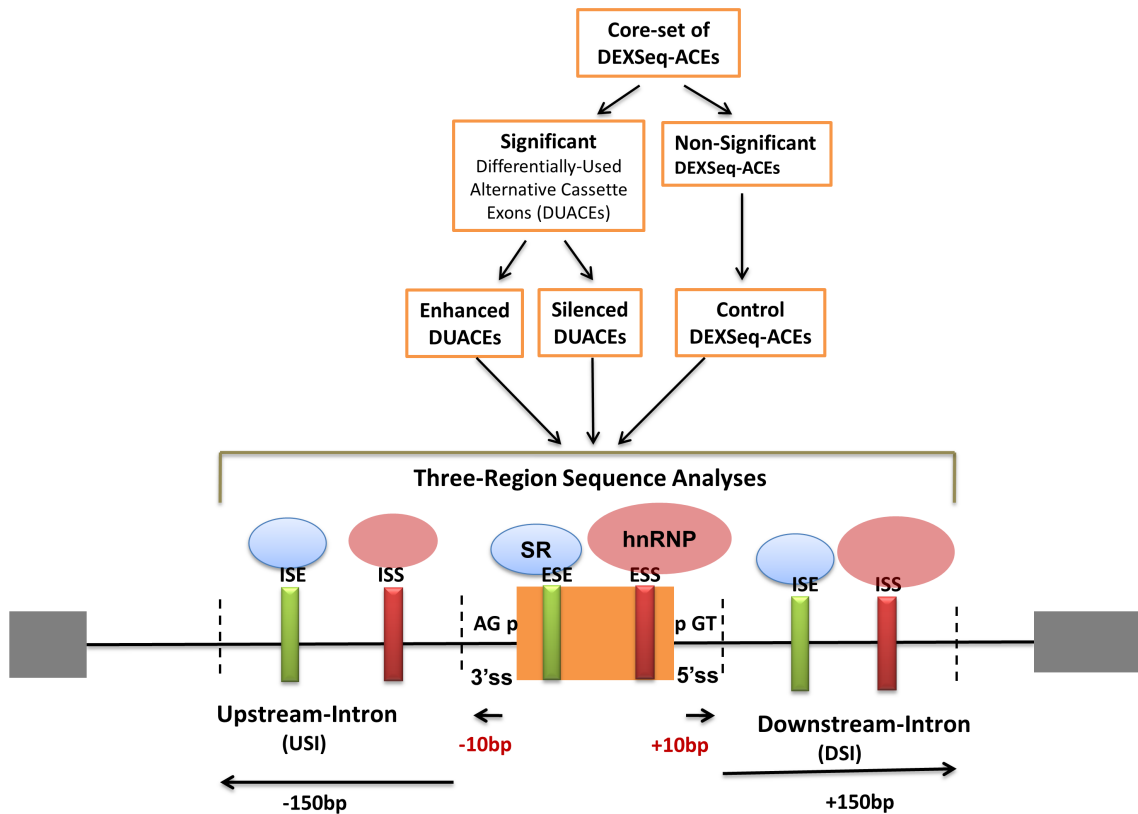 Core-set of
DEXSeq-ACEs
Significant
Differentially-Used
Alternative Cassette
Exons (DUACEs)
Non-Significant
DEXSeq-ACEs
Enhanced
DUACEs
Silenced
DUACEs
Control
DEXSeq-ACEs
Three-Region Sequence Analyses
SR
hnRNP
ISE
ISS
ESE
ESS
ISE
ISS
AG p
p GT
3’ss
5’ss
Upstream-Intron
(USI)
-10bp
+10bp
Downstream-Intron
(DSI)
-150bp
+150bp